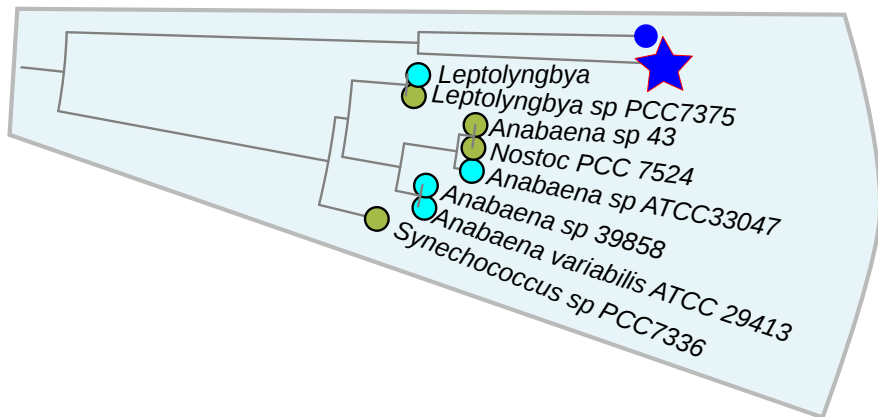 Leptolyngbya
Leptolyngbya sp PCC7375
Anabaena sp 43
Nostoc PCC 7524
Anabaena sp ATCC33047
Anabaena sp 39858
Anabaena variabilis ATCC 29413
Synechococcus sp PCC7336